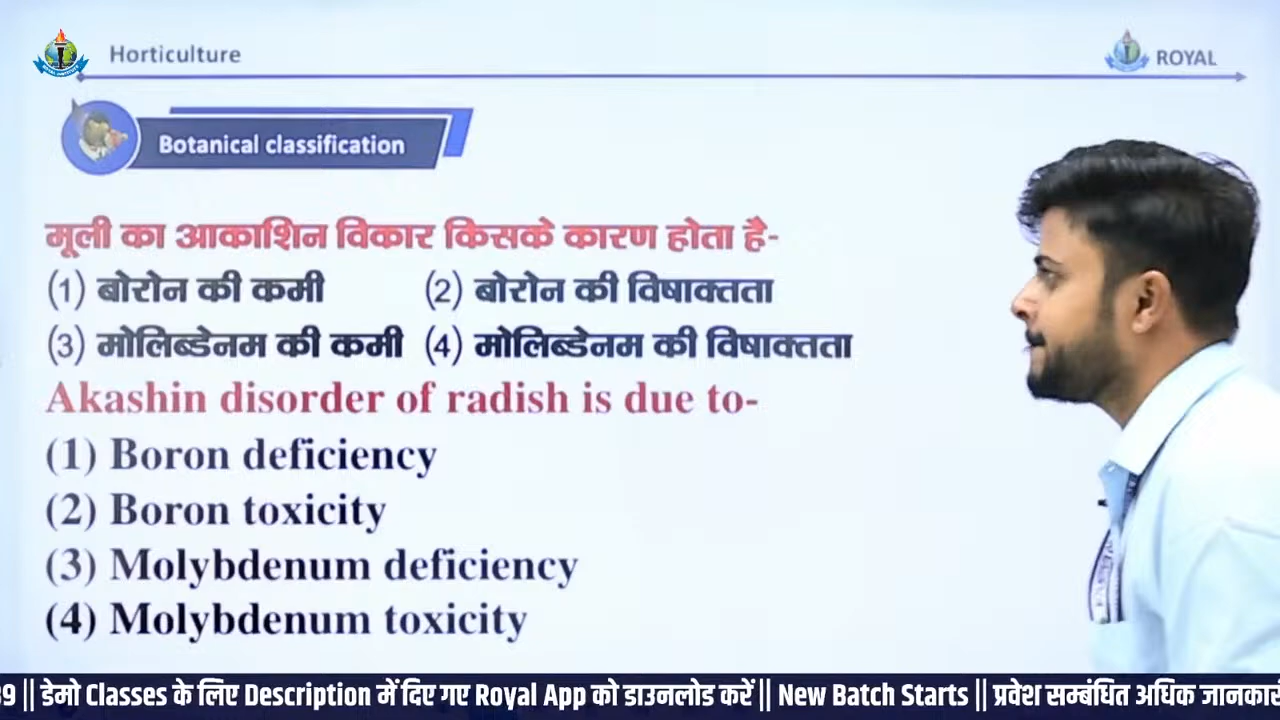 Horticulture
ROYAL
Botanical classification
मूली का आकाशिन विकार किसके कारण होता है-
(1) बोरोन की कमी (2) बोरोन की विषाक्तता
(3) मोलिब्डेनम की कमी (4) मोलिब्डेनम की विषाक्तता
Akashin disorder of radish is due to-
(1) Boron deficiency
(2) Boron toxicity
(3) Molybdenum deficiency
(4) Molybdenum toxicity
39 || डेमो Classes के लिए Description में दिए गए Royal App को डाउनलोड करें || New Batch Starts || प्रवेश सम्बंधित अधिक जानकारी